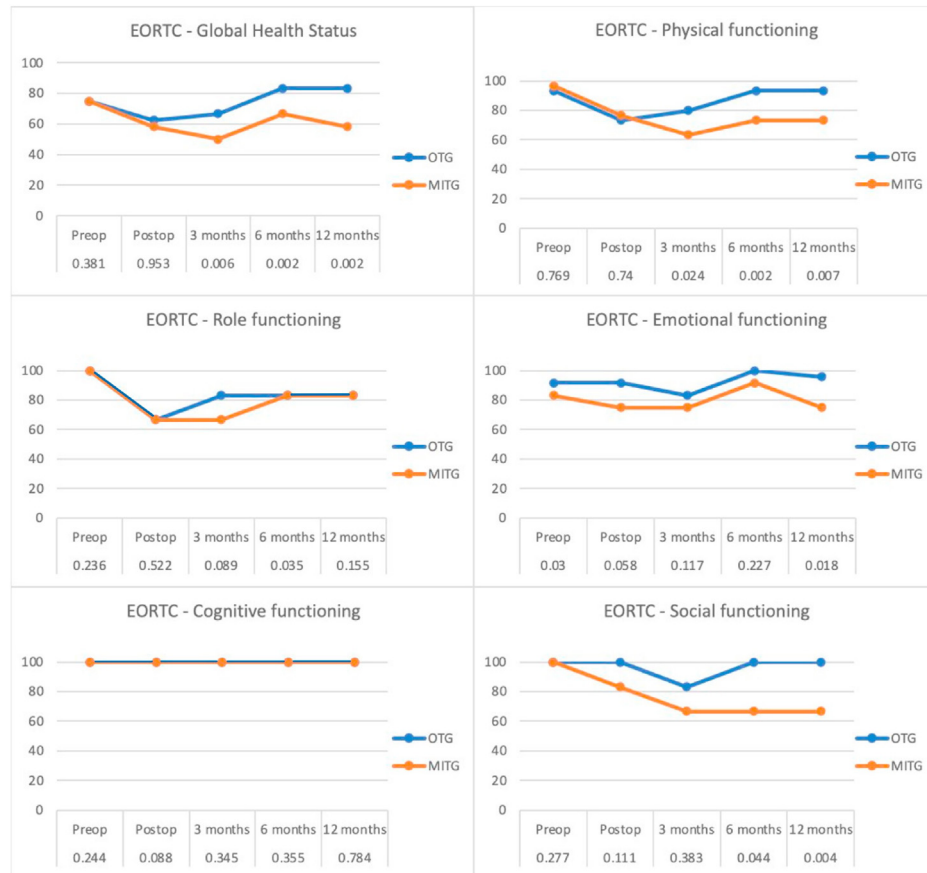 EORTC - Global Health Status
100
80
60
40
20
0
OTG
MITG
Preop Postop 3 months 6 months 12 months
0.381 0.953 0.006 0.002 0.002
EORTC - Physical functioning
100
80
60
40
20
0
OTG
MITG
Preop Postop 3 months 6 months 12 months
0.769 0.74 0.024 0.002 0.007
EORTC - Role functioning
100
80
60
40
20
0
OTG
MITG
Preop Postop 3 months 6 months 12 months
0.236 0.522 0.089 0.035 0.155
EORTC - Emotional functioning
100
80
60
40
20
0
OTG
MITG
Preop Postop 3 months 6 months 12 months
0.03 0.058 0.117 0.227 0.018
EORTC - Cognitive functioning
100
80
60
40
20
0
OTG
MITG
Preop Postop 3 months 6 months 12 months
0.244 0.088 0.345 0.355 0.784
EORTC - Social functioning
100
80
60
40
20
0
OTG
MITG
Preop Postop 3 months 6 months 12 months
0.277 0.111 0.383 0.044 0.004